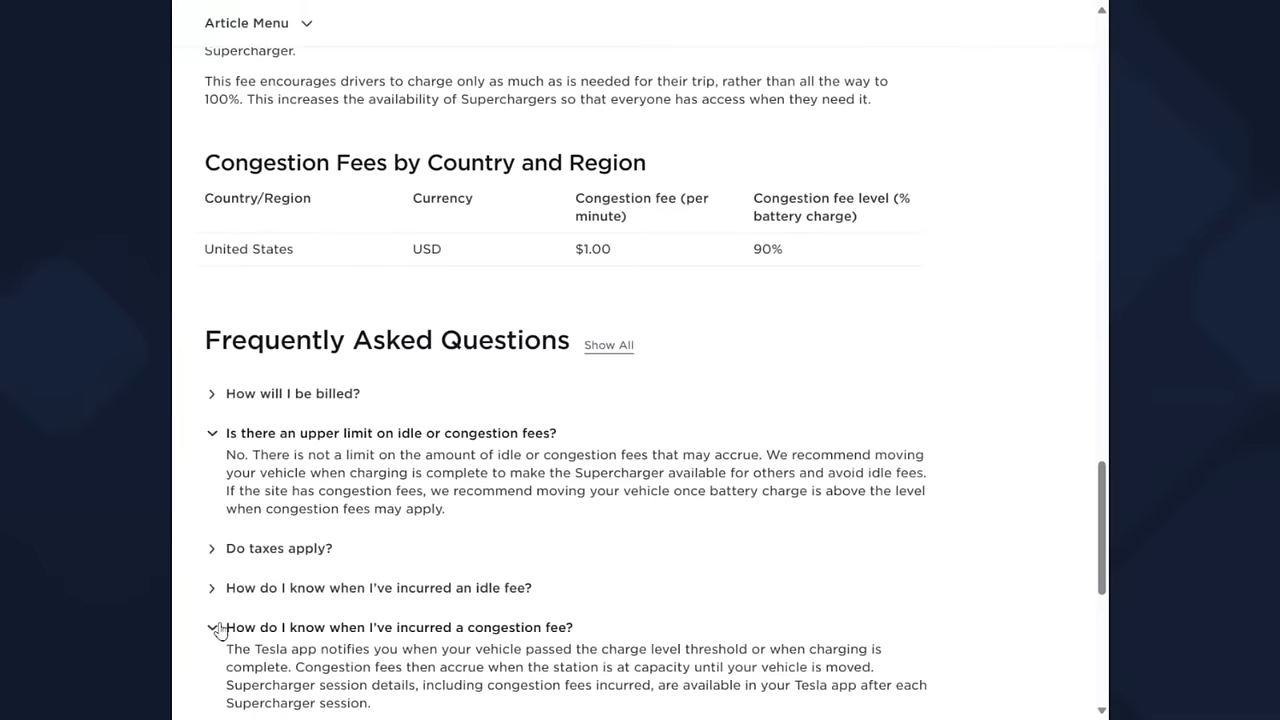 Article Menu
Supercharger.
This fee encourages drivers to charge only as much as is needed for their trip, rather than all the way to
100%. This increases the availability of Superchargers so that everyone has access when they need it.
Congestion Fees by Country and Region
Country/Region Currency Congestion fee (per minute) Congestion fee level (% battery charge)
United States USD $1.00 90%
Frequently Asked Questions Show All
How will I be billed?
Is there an upper limit on idle or congestion fees?
No. There is not a limit on the amount of idle or congestion fees that may accrue. We recommend moving
your vehicle when charging is complete to make the Supercharger available for others and avoid idle fees.
If the site has congestion fees, we recommend moving your vehicle once battery charge is above the level
when congestion fees may apply.
Do taxes apply?
How do I know when I've incurred an idle fee?
How do I know when I've incurred a congestion fee?
The Tesla app notifies you when your vehicle passed the charge level threshold or when charging is
complete. Congestion fees then accrue when the station is at capacity until your vehicle is moved.
Supercharger session details, including congestion fees incurred, are available in your Tesla app after each
Supercharger session.